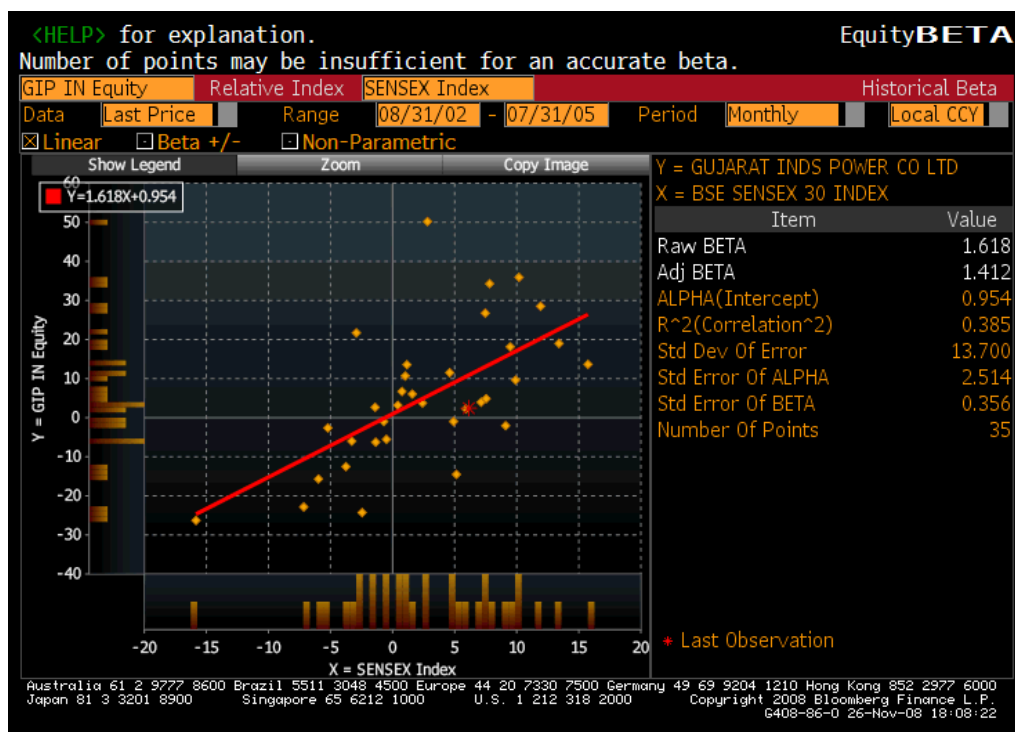 <HELP> for explanation. EquityBETA
Number of points may be insufficient for an accurate beta.
GIP IN Equity Relative Index SENSEX Index Historical Beta
Data Last Price Range 08/31/02 - 07/31/05 Period Monthly Local CCY
Linear Beta +/- Non-Parametric
Show Legend Zoom Copy Image
Y = GUJARAT INDS POWER CO LTD
X = BSE SENSEX 30 INDEX
Item Value
Raw BETA 1.618
Adj BETA 1.412
ALPHA(Intercept) 0.954
R^2(Correlation^2) 0.385
Std Dev Of Error 13.700
Std Error Of ALPHA 2.514
Std Error Of BETA 0.356
Number Of Points 35
* Last Observation
Y=1.618X+0.954
60
50
40
30
20
10
0
-10
-20
-30
-40
Y = GIP IN Equity
-20 -15 -10 -5 0 5 10 15 20
X = SENSEX Index
Australia 61 2 9777 8600 Brazil 5511 3048 4500 Europe 44 20 7330 7500 Germany 49 69 9204 1210 Hong Kong 852 2977 6000
Japan 81 3 3201 8900 Singapore 65 6212 1000 U.S. 1 212 318 2000 Copyright 2008 Bloomberg Finance L.P.
G408-86-0 26-Nov-08 18:08:22